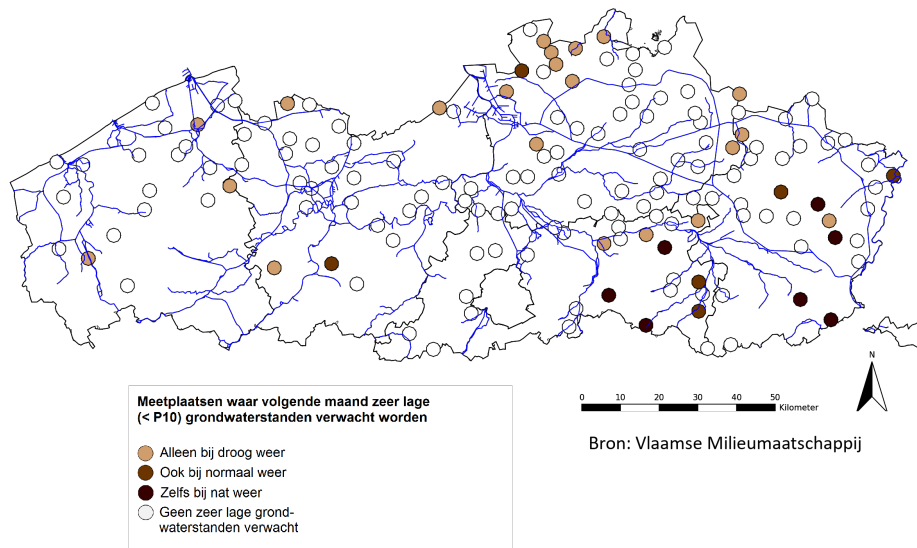 N
0 10 20 30 40 50
Kilometer
Bron: Vlaamse Milieumaatschappij
Meetplaatsen waar volgende maand zeer lage
(< P10) grondwaterstanden verwacht worden
Alleen bij droog weer
Ook bij normaal weer
Zelfs bij nat weer
Geen zeer lage grond-
waterstanden verwacht